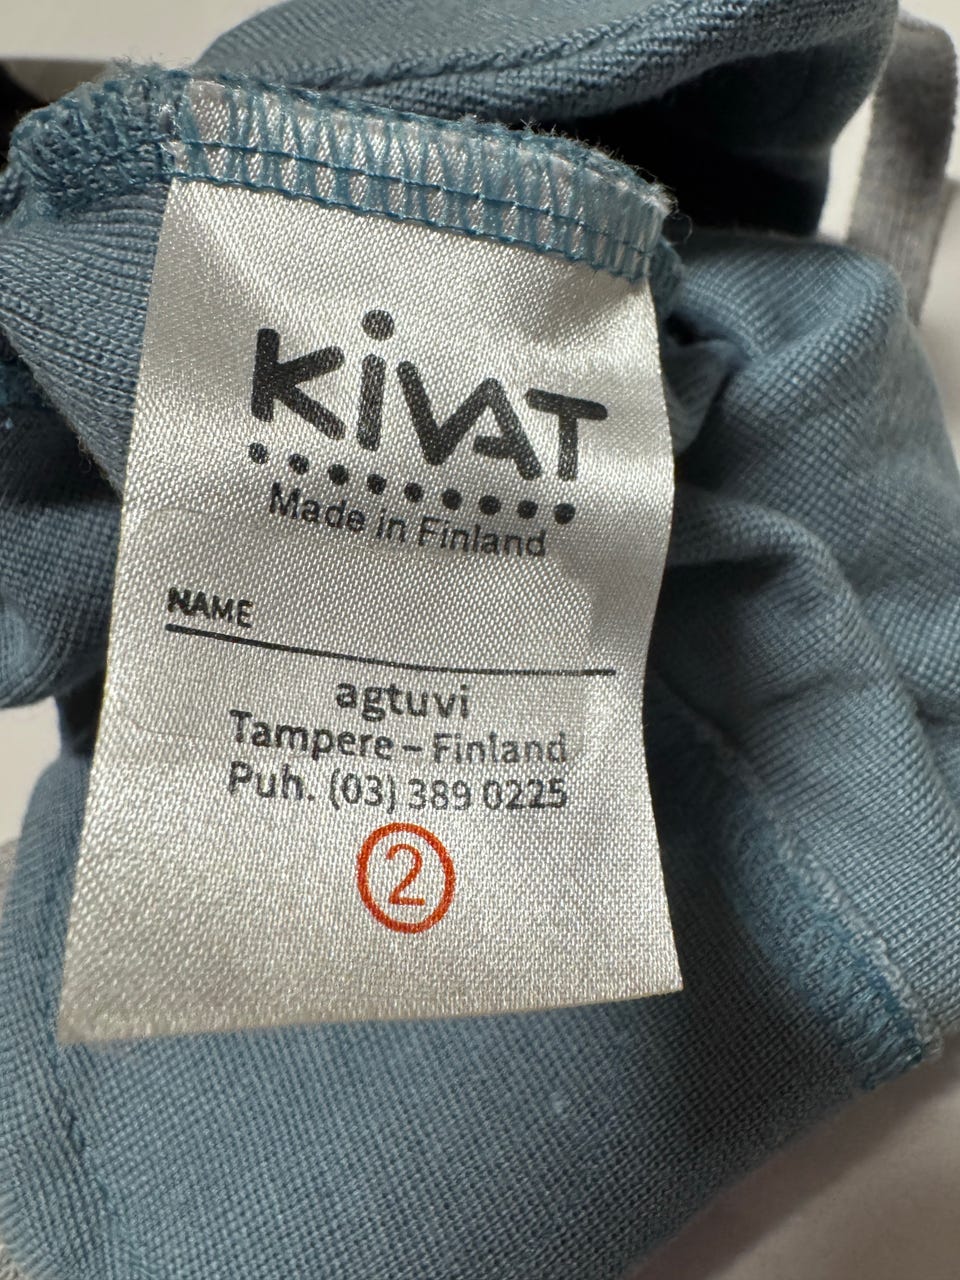 KiVAT
Made in Finland
NAME
agtuvi
Tampere – Finland
Puh. (03) 389 0225
2